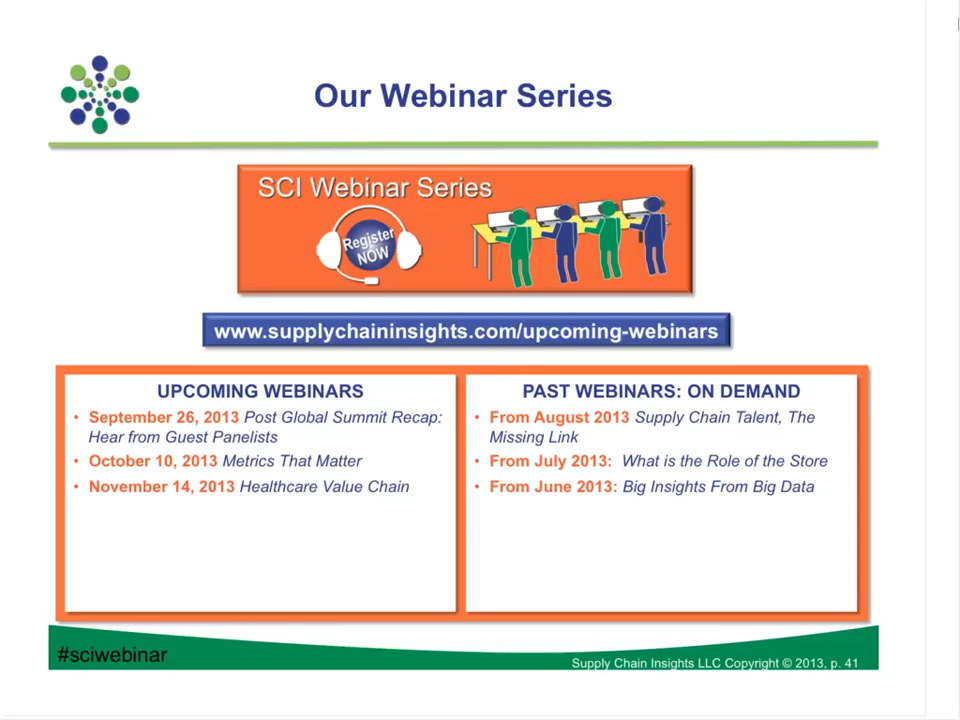 Our Webinar Series
SCI Webinar Series
Register
NOW
www.supplychaininsights.com/upcoming-webinars
UPCOMING WEBINARS
• September 26, 2013 Post Global Summit Recap:
Hear from Guest Panelists
• October 10, 2013 Metrics That Matter
• November 14, 2013 Healthcare Value Chain
PAST WEBINARS: ON DEMAND
• From August 2013 Supply Chain Talent, The
Missing Link
• From July 2013: What is the Role of the Store
• From June 2013: Big Insights From Big Data
#sciwebinar
Supply Chain Insights LLC Copyright © 2013, p. 41